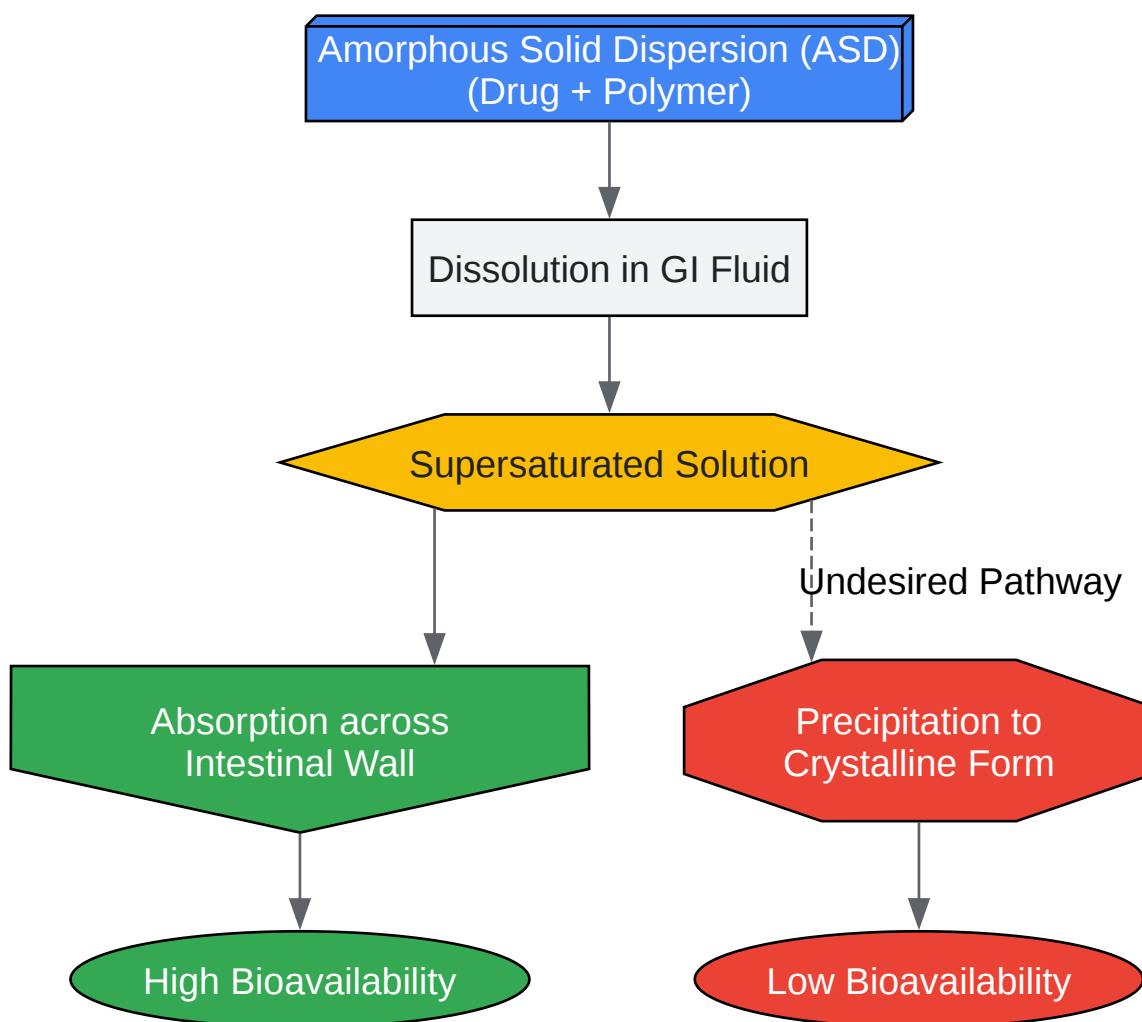 Amorphous Solid Dispersion (ASD)
(Drug + Polymer)
Dissolution in GI Fluid
Supersaturated Solution
Undesired Pathway
Absorption across
Intestinal Wall
Precipitation to
Crystalline Form
High Bioavailability
Low Bioavailability